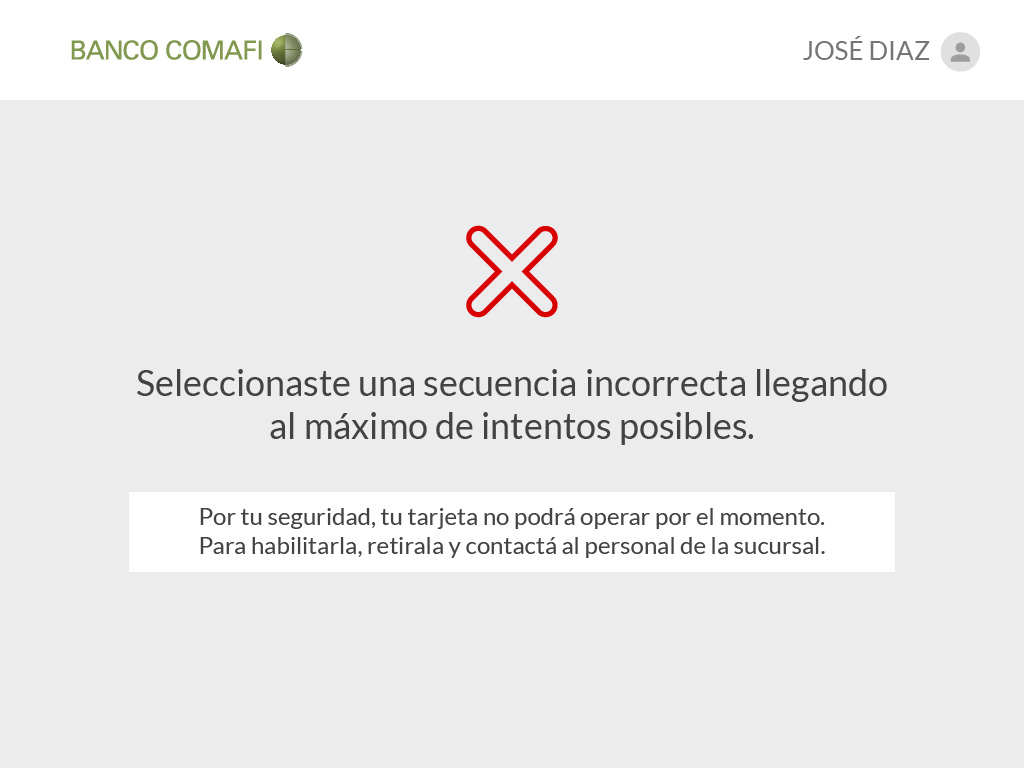 BANCO COMAFI
JOSÉ DIAZ
Seleccionaste una secuencia incorrecta llegando
al máximo de intentos posibles.
Por tu seguridad, tu tarjeta no podrá operar por el momento.
Para habilitarla, retirala y contactá al personal de la sucursal.